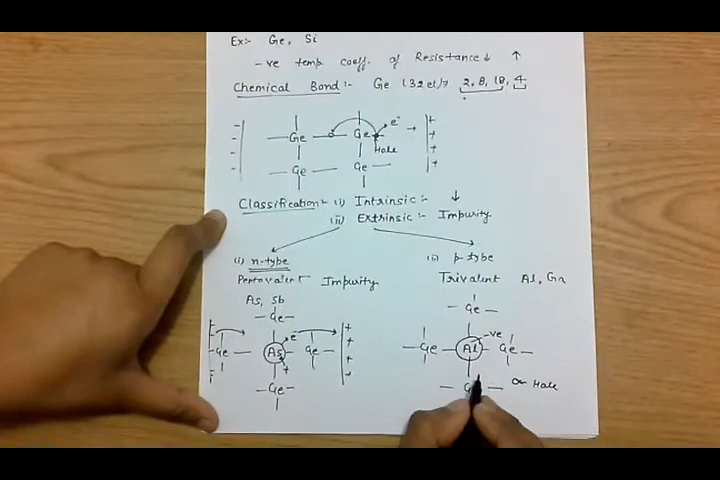 Ex:- Ge, Si
-ve temp coeff. of Resistance ↓ ↑
Chemical Bond :- Ge (32 el) 2, 8, 18, 4
Ge Ge e⁻
Hole
Ge Ge
Classification :- (i) Intrinsic :- ↓
(ii) Extrinsic :- Impurity
(i) n-type (ii) p-type
Pentavalent Impurity Trivalent Al, Ga
As, Sb
Ge Ge
Ge As e⁻ Ge Ge Al -ve Ge
Ge Hole